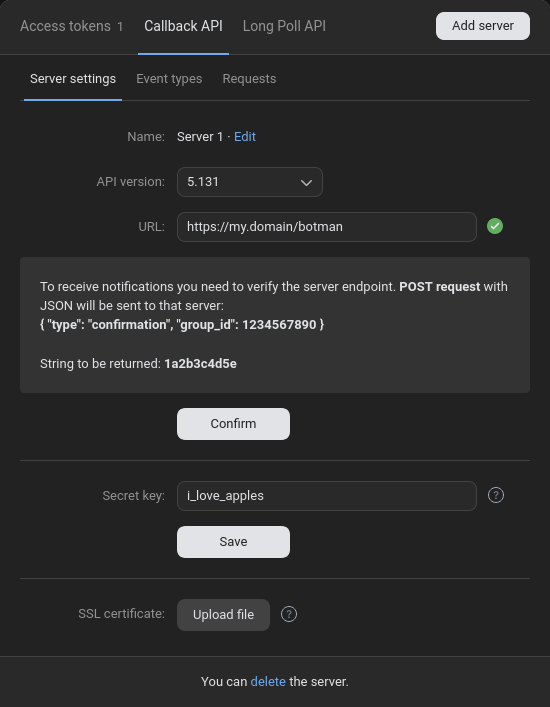 Access tokens 1 Callback API Long Poll API Add server
Server settings Event types Requests
Name: Server 1 · Edit
API version: 5.131
URL: https://my.domain/botman
To receive notifications you need to verify the server endpoint. POST request with
JSON will be sent to that server:
{ "type": "confirmation", "group_id": 1234567890 }
String to be returned: 1a2b3c4d5e
Confirm
Secret key: i_love_apples ?
Save
SSL certificate: Upload file ?
You can delete the server.